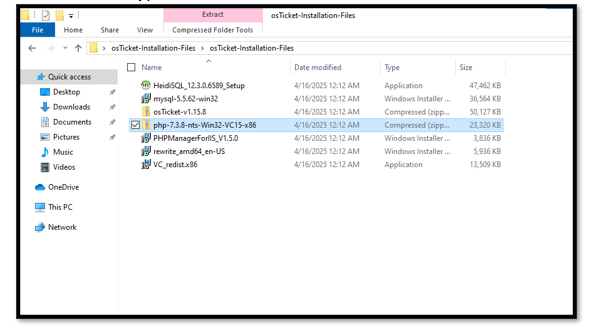 Extract
osTicket-Installation-Files
File Home Share View Compressed Folder Tools
osTicket-Installation-Files > osTicket-Installation-Files
Name Date modified Type Size
Quick access
Desktop
Downloads
Documents
Pictures
Music
Videos
OneDrive
This PC
Network
HeidiSQL_12.3.0.6589_Setup 4/16/2025 12:12 AM Application 47,462 KB
mysql-5.5.62-win32 4/16/2025 12:12 AM Windows Installer ... 36,564 KB
osTicket-v1.15.8 4/16/2025 12:12 AM Compressed (zipp... 50,127 KB
php-7.3.8-nts-Win32-VC15-x86 4/16/2025 12:12 AM Compressed (zipp... 23,320 KB
PHPManagerForIIS_V1.5.0 4/16/2025 12:12 AM Windows Installer ... 3,836 KB
rewrite_amd64_en-US 4/16/2025 12:12 AM Windows Installer ... 5,936 KB
VC_redist.x86 4/16/2025 12:12 AM Application 13,509 KB